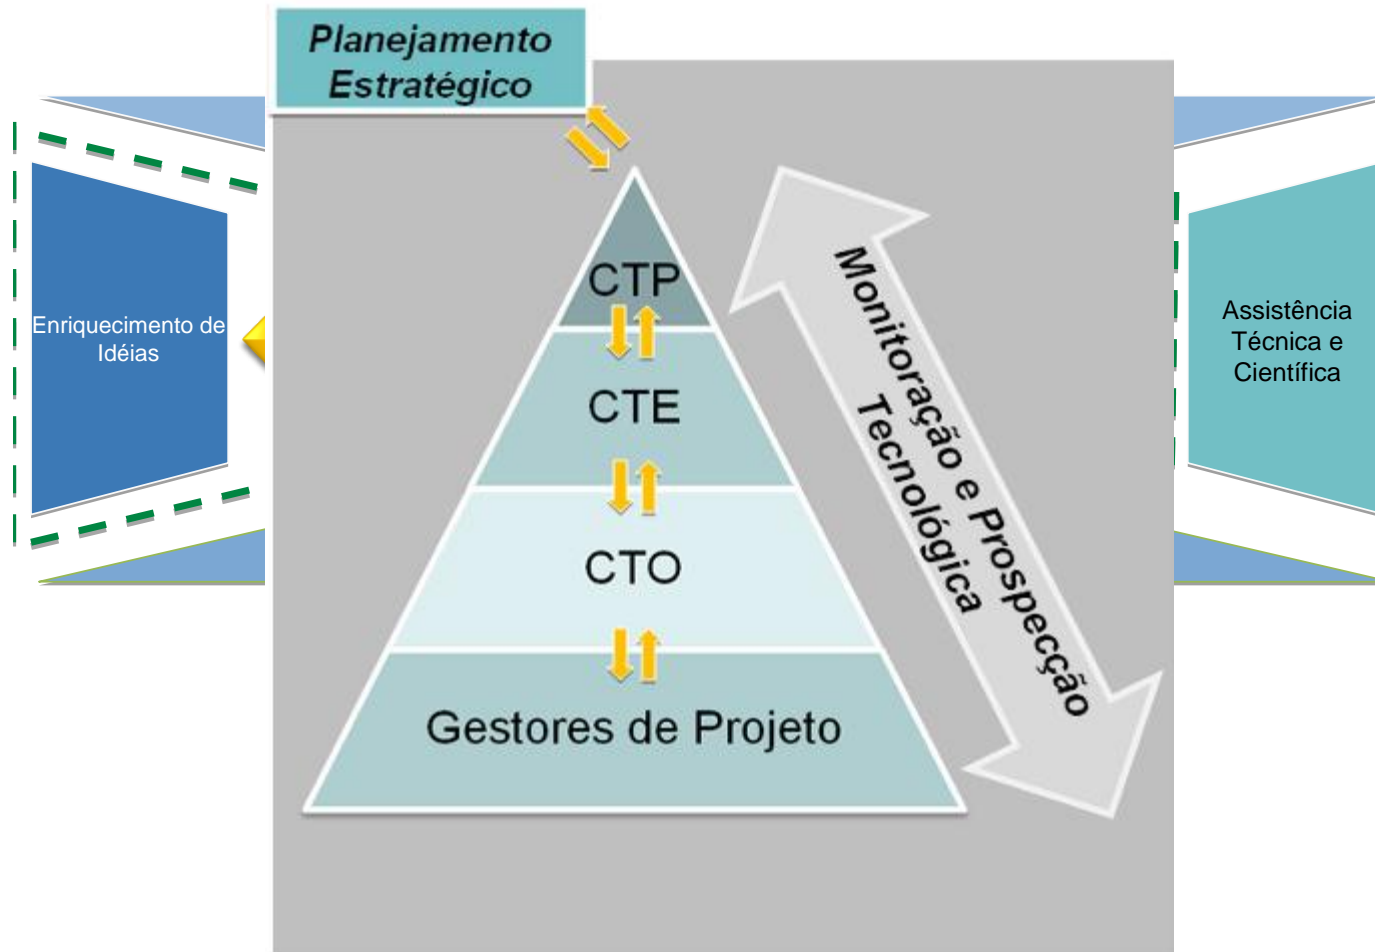 Planejamento
Estratégico
Enriquecimento de
Idéias
CTP
CTE
CTO
Gestores de Projeto
Monitoração e Prospecção
Tecnológica
Assistência
Técnica e
Científica